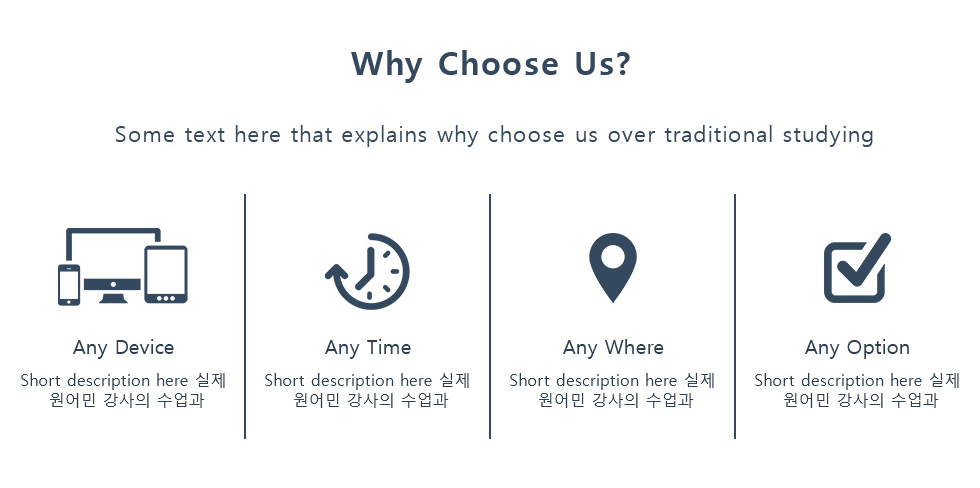 Why Choose Us?
Some text here that explains why choose us over traditional studying
Any Device
Short description here 실제
원어민 강사의 수업과
Any Time
Short description here 실제
원어민 강사의 수업과
Any Where
Short description here 실제
원어민 강사의 수업과
Any Option
Short description here 실제
원어민 강사의 수업과